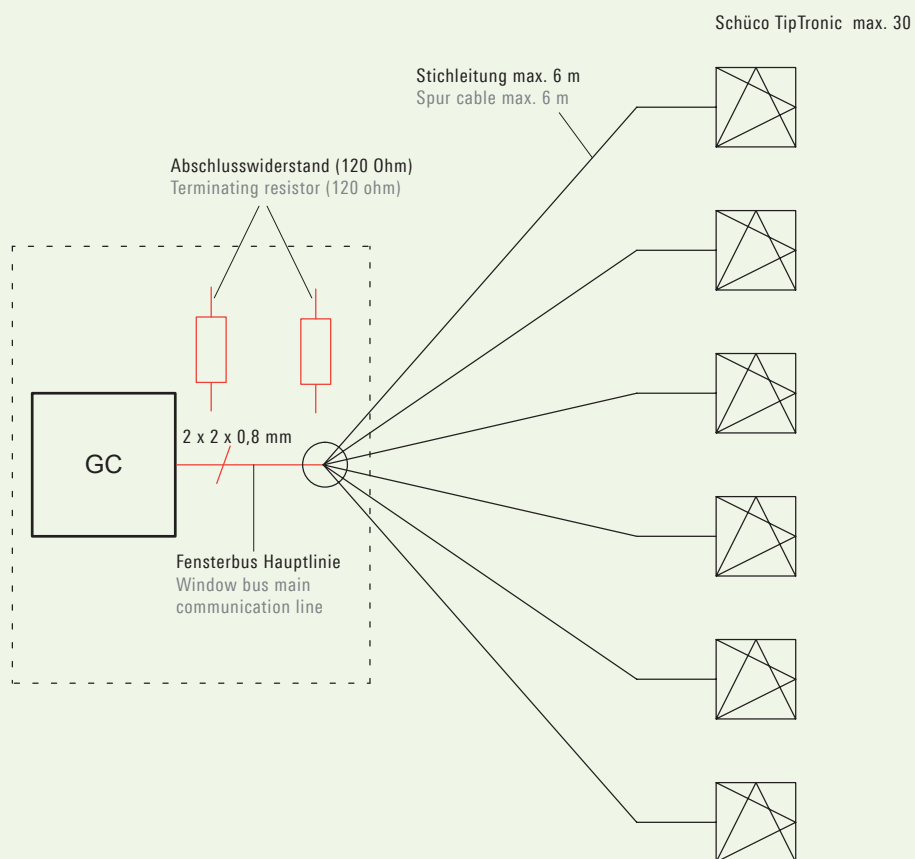 Schüco TipTronic max. 30
Stichleitung max. 6 m
Spur cable max. 6 m
Abschlusswiderstand (120 Ohm)
Terminating resistor (120 ohm)
2 x 2 x 0,8 mm
GC
Fensterbus Hauptlinie
Window bus main
communication line